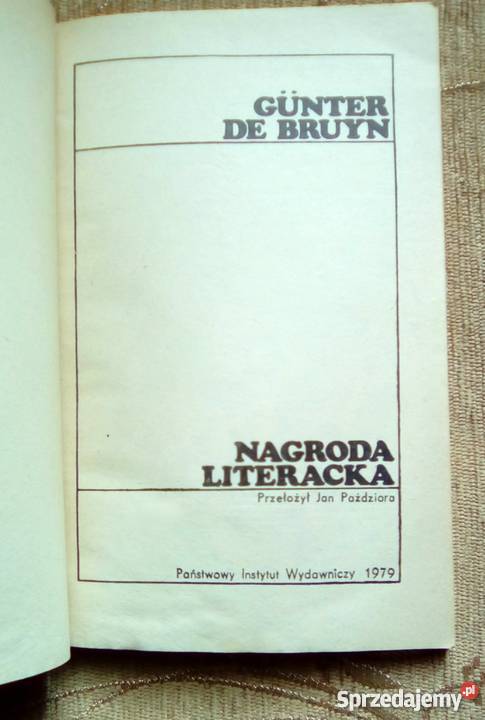 GÜNTER
DE BRUYN
NAGRODA
LITERACKA
Przełożył Jan Paździora
Państwowy Instytut Wydawniczy 1979
Sprzedajemy.pl